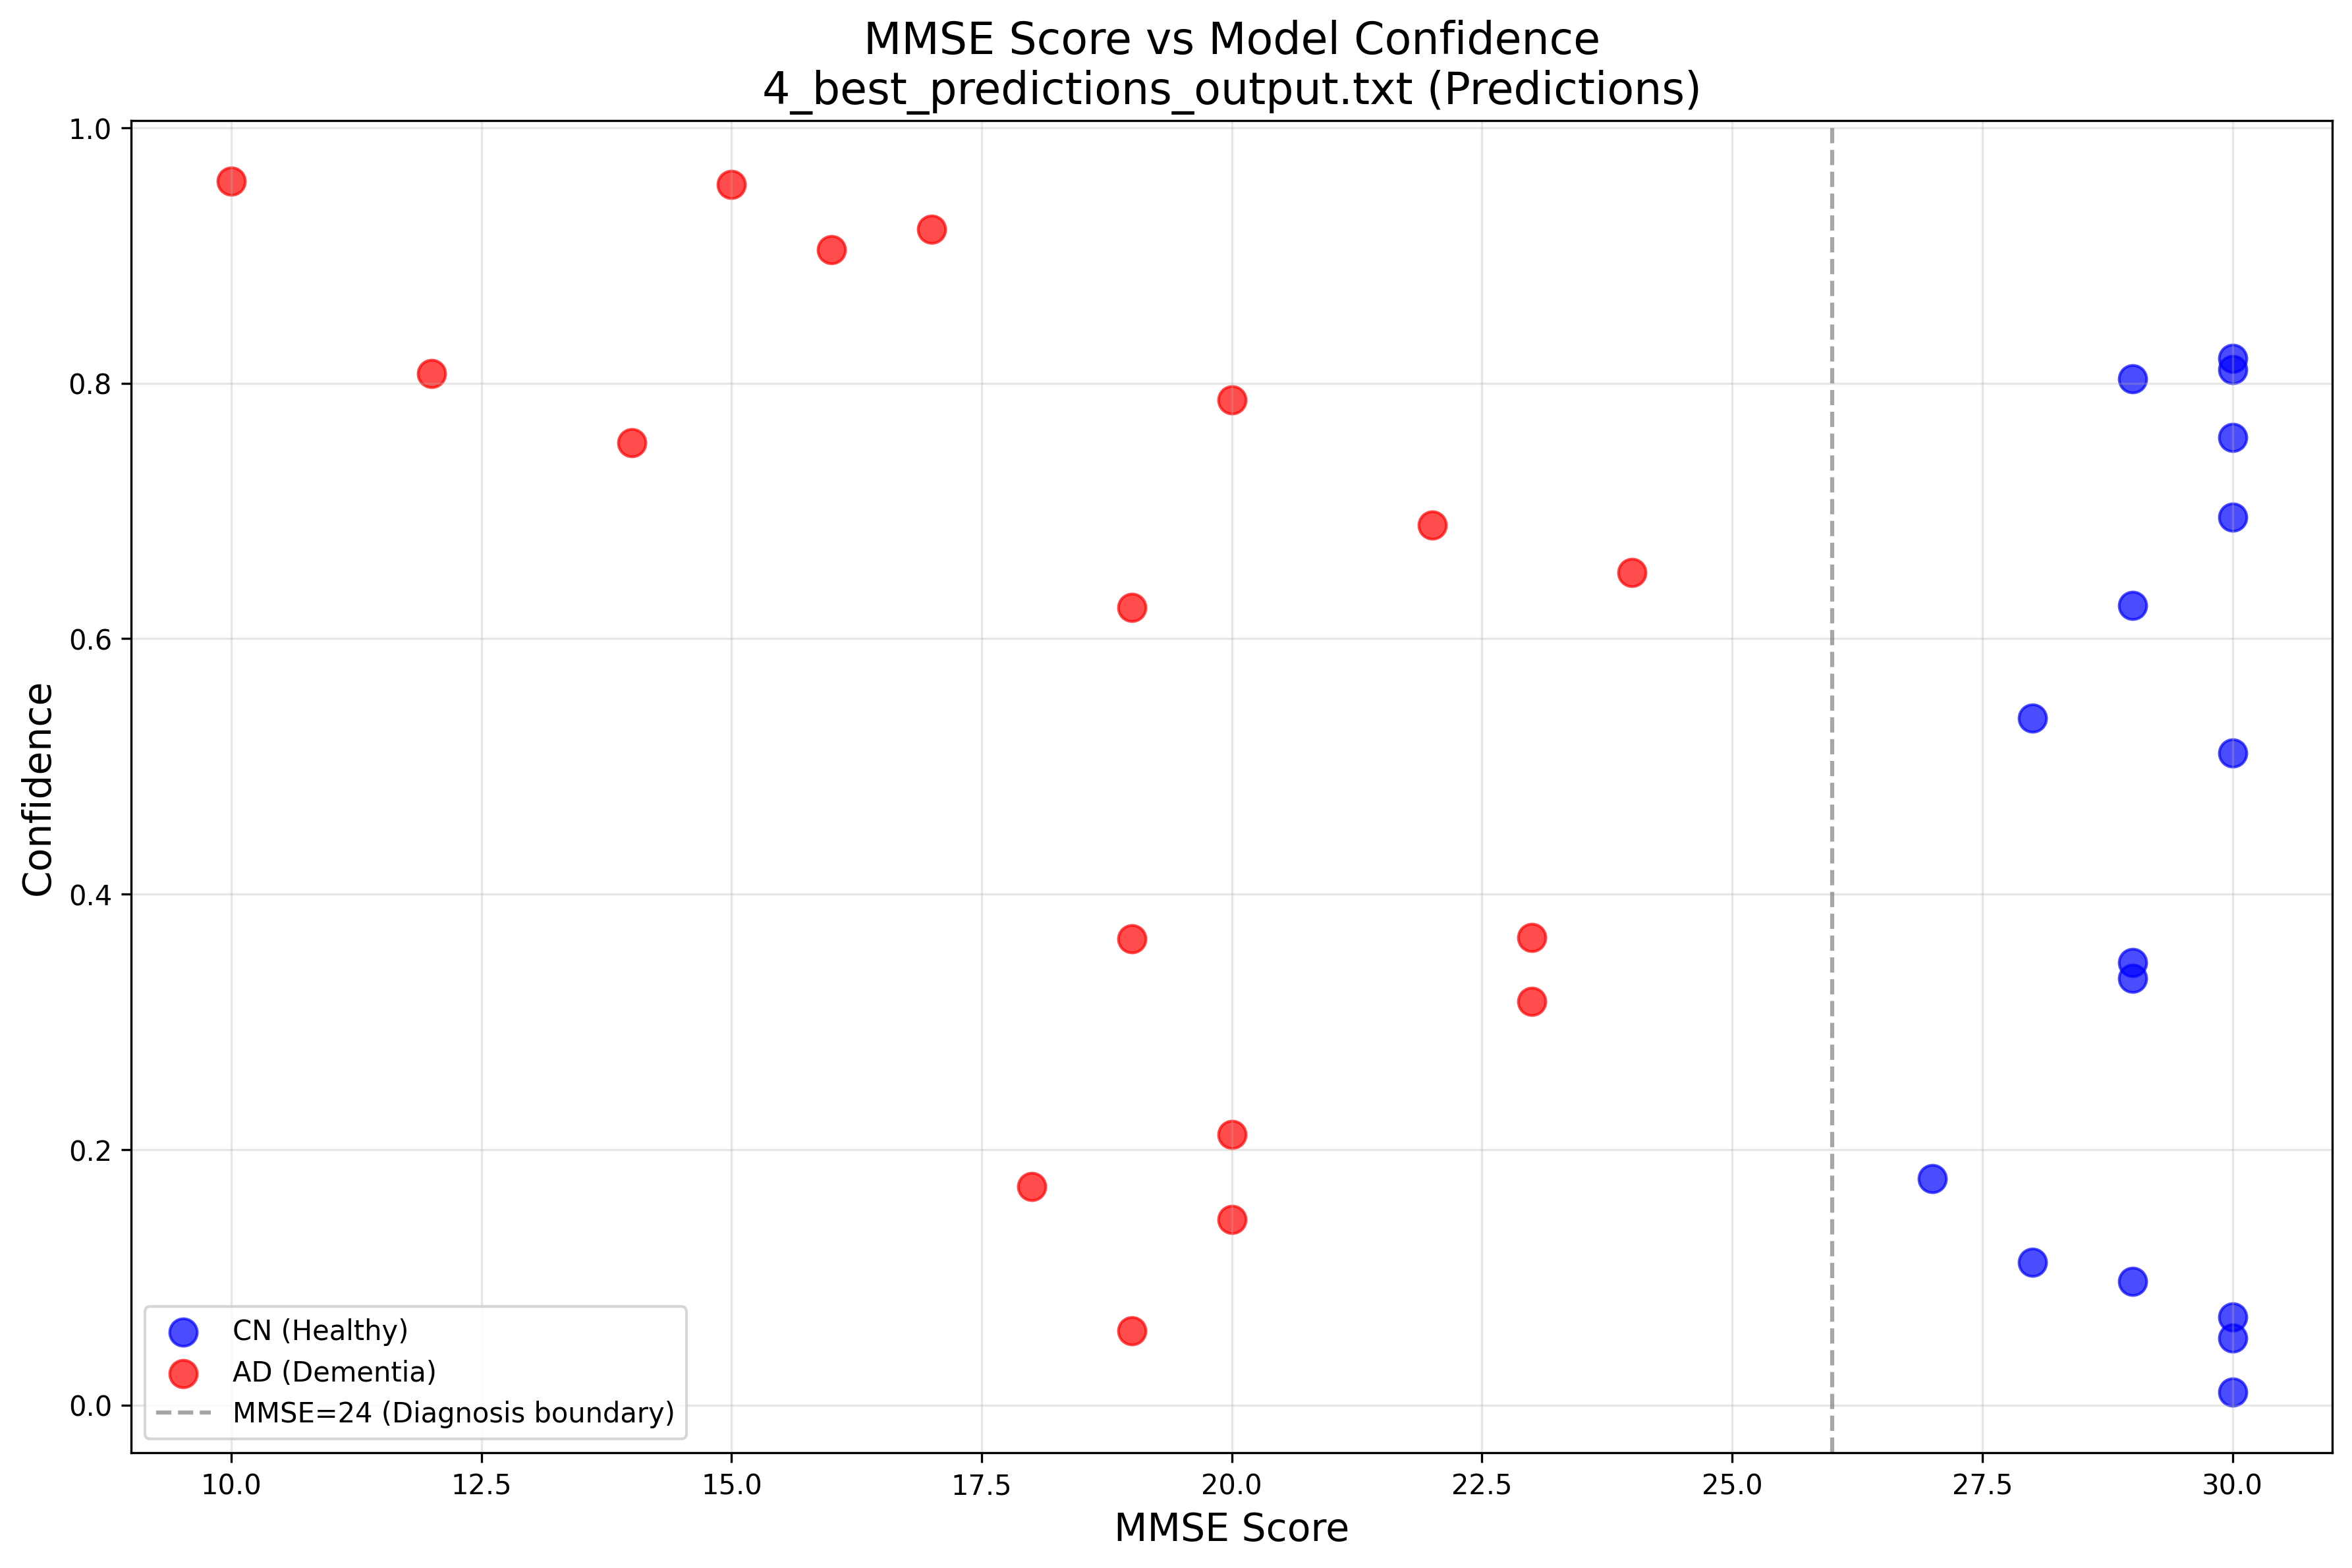 MMSE Score vs Model Confidence
4_best_predictions_output.txt (Predictions)
1.0
0.8
0.6
0.4
0.2
0.0
Confidence
CN (Healthy)
AD (Dementia)
MMSE=24 (Diagnosis boundary)
10.0 12.5 15.0 17.5 20.0 22.5 25.0 27.5 30.0
MMSE Score